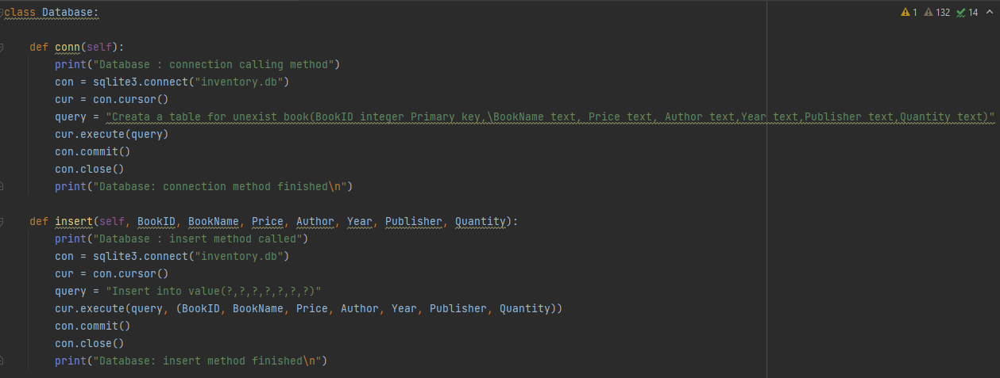 class Database:
1 132 14
def conn(self):
print("Database : connection calling method")
con = sqlite3.connect("inventory.db")
cur = con.cursor()
query = "Creata a table for unexist book(BookID integer Primary key,\BookName text, Price text, Author text,Year text,Publisher text,Quantity text)"
cur.execute(query)
con.commit()
con.close()
print("Database: connection method finished\n")
def insert(self, BookID, BookName, Price, Author, Year, Publisher, Quantity):
print("Database : insert method called")
con = sqlite3.connect("inventory.db")
cur = con.cursor()
query = "Insert into value(?,?,?,?,?,?,?)"
cur.execute(query, (BookID, BookName, Price, Author, Year, Publisher, Quantity))
con.commit()
con.close()
print("Database: insert method finished\n")